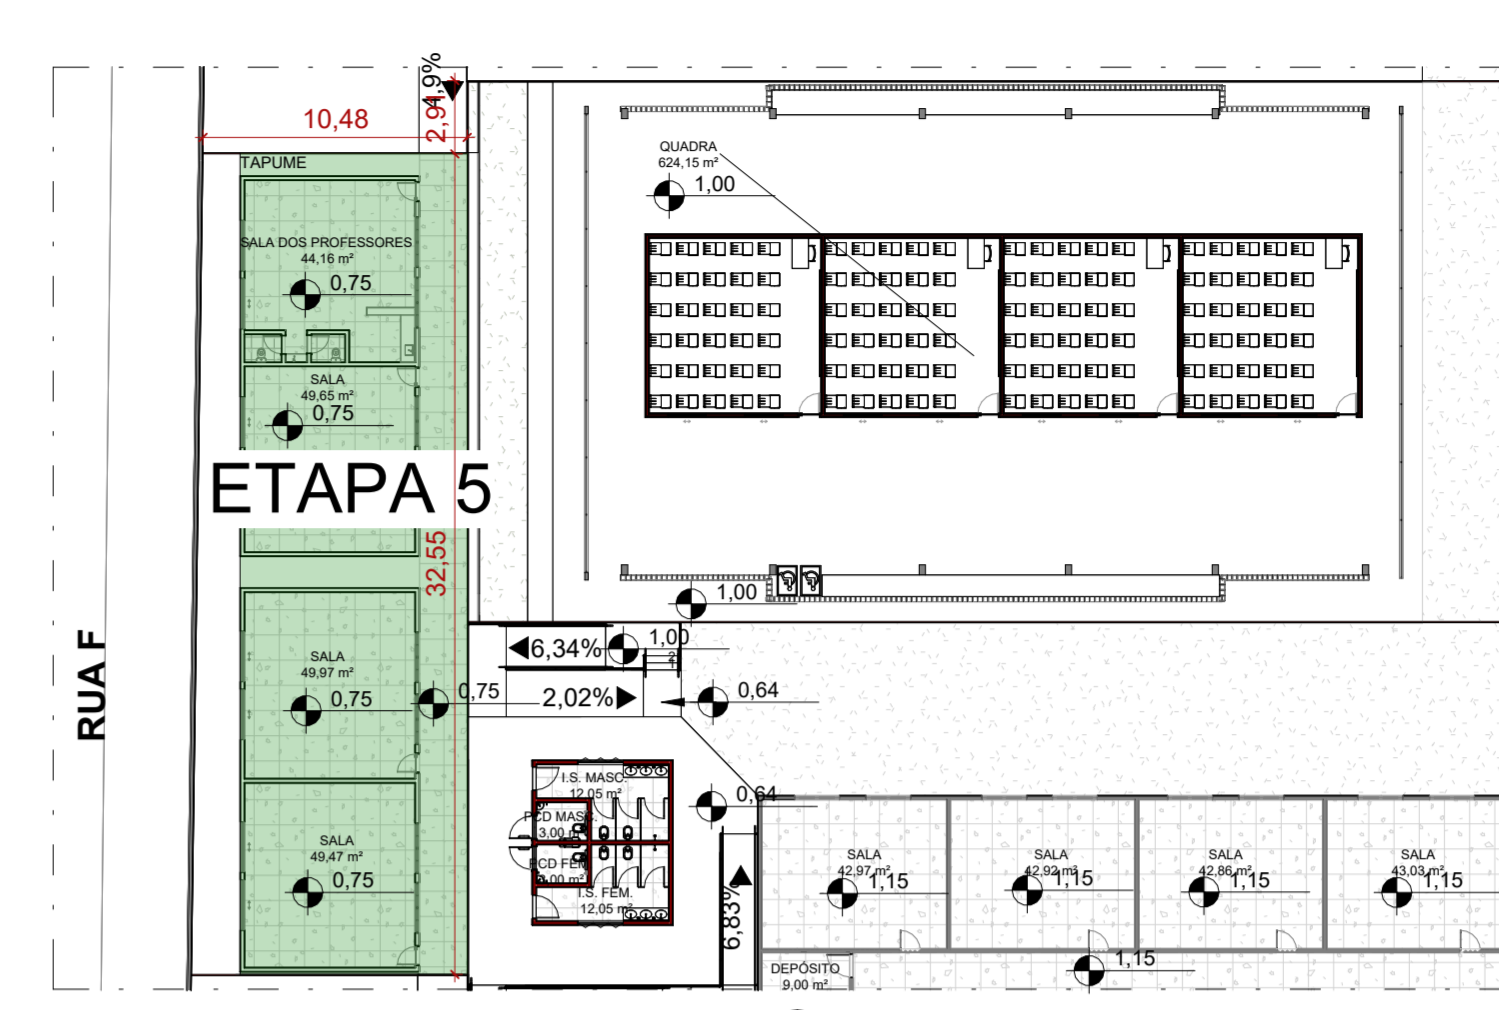 4,9%
2,91
10,48
TAPUME
QUADRA
624,15 m²
1,00
SALA DOS PROFESSORES
44,16 m²
0,75
SALA
49,65 m²
0,75
ETAPA 5
32,55
1,00
6,34%
1,00
SALA
49,97 m²
0,75
0,75
2,02%
0,64
RUA F
I.S. MASC.
12,05 m²
PCD MASC.
3,00 m²
PCD FEM.
3,00 m²
I.S. FEM.
12,05 m²
0,64
6,83%
SALA
49,47 m²
0,75
SALA
42,97 m²
1,15
SALA
42,92 m²
1,15
SALA
42,86 m²
1,15
SALA
43,03 m²
1,15
DEPÓSITO
9,00 m²
1,15